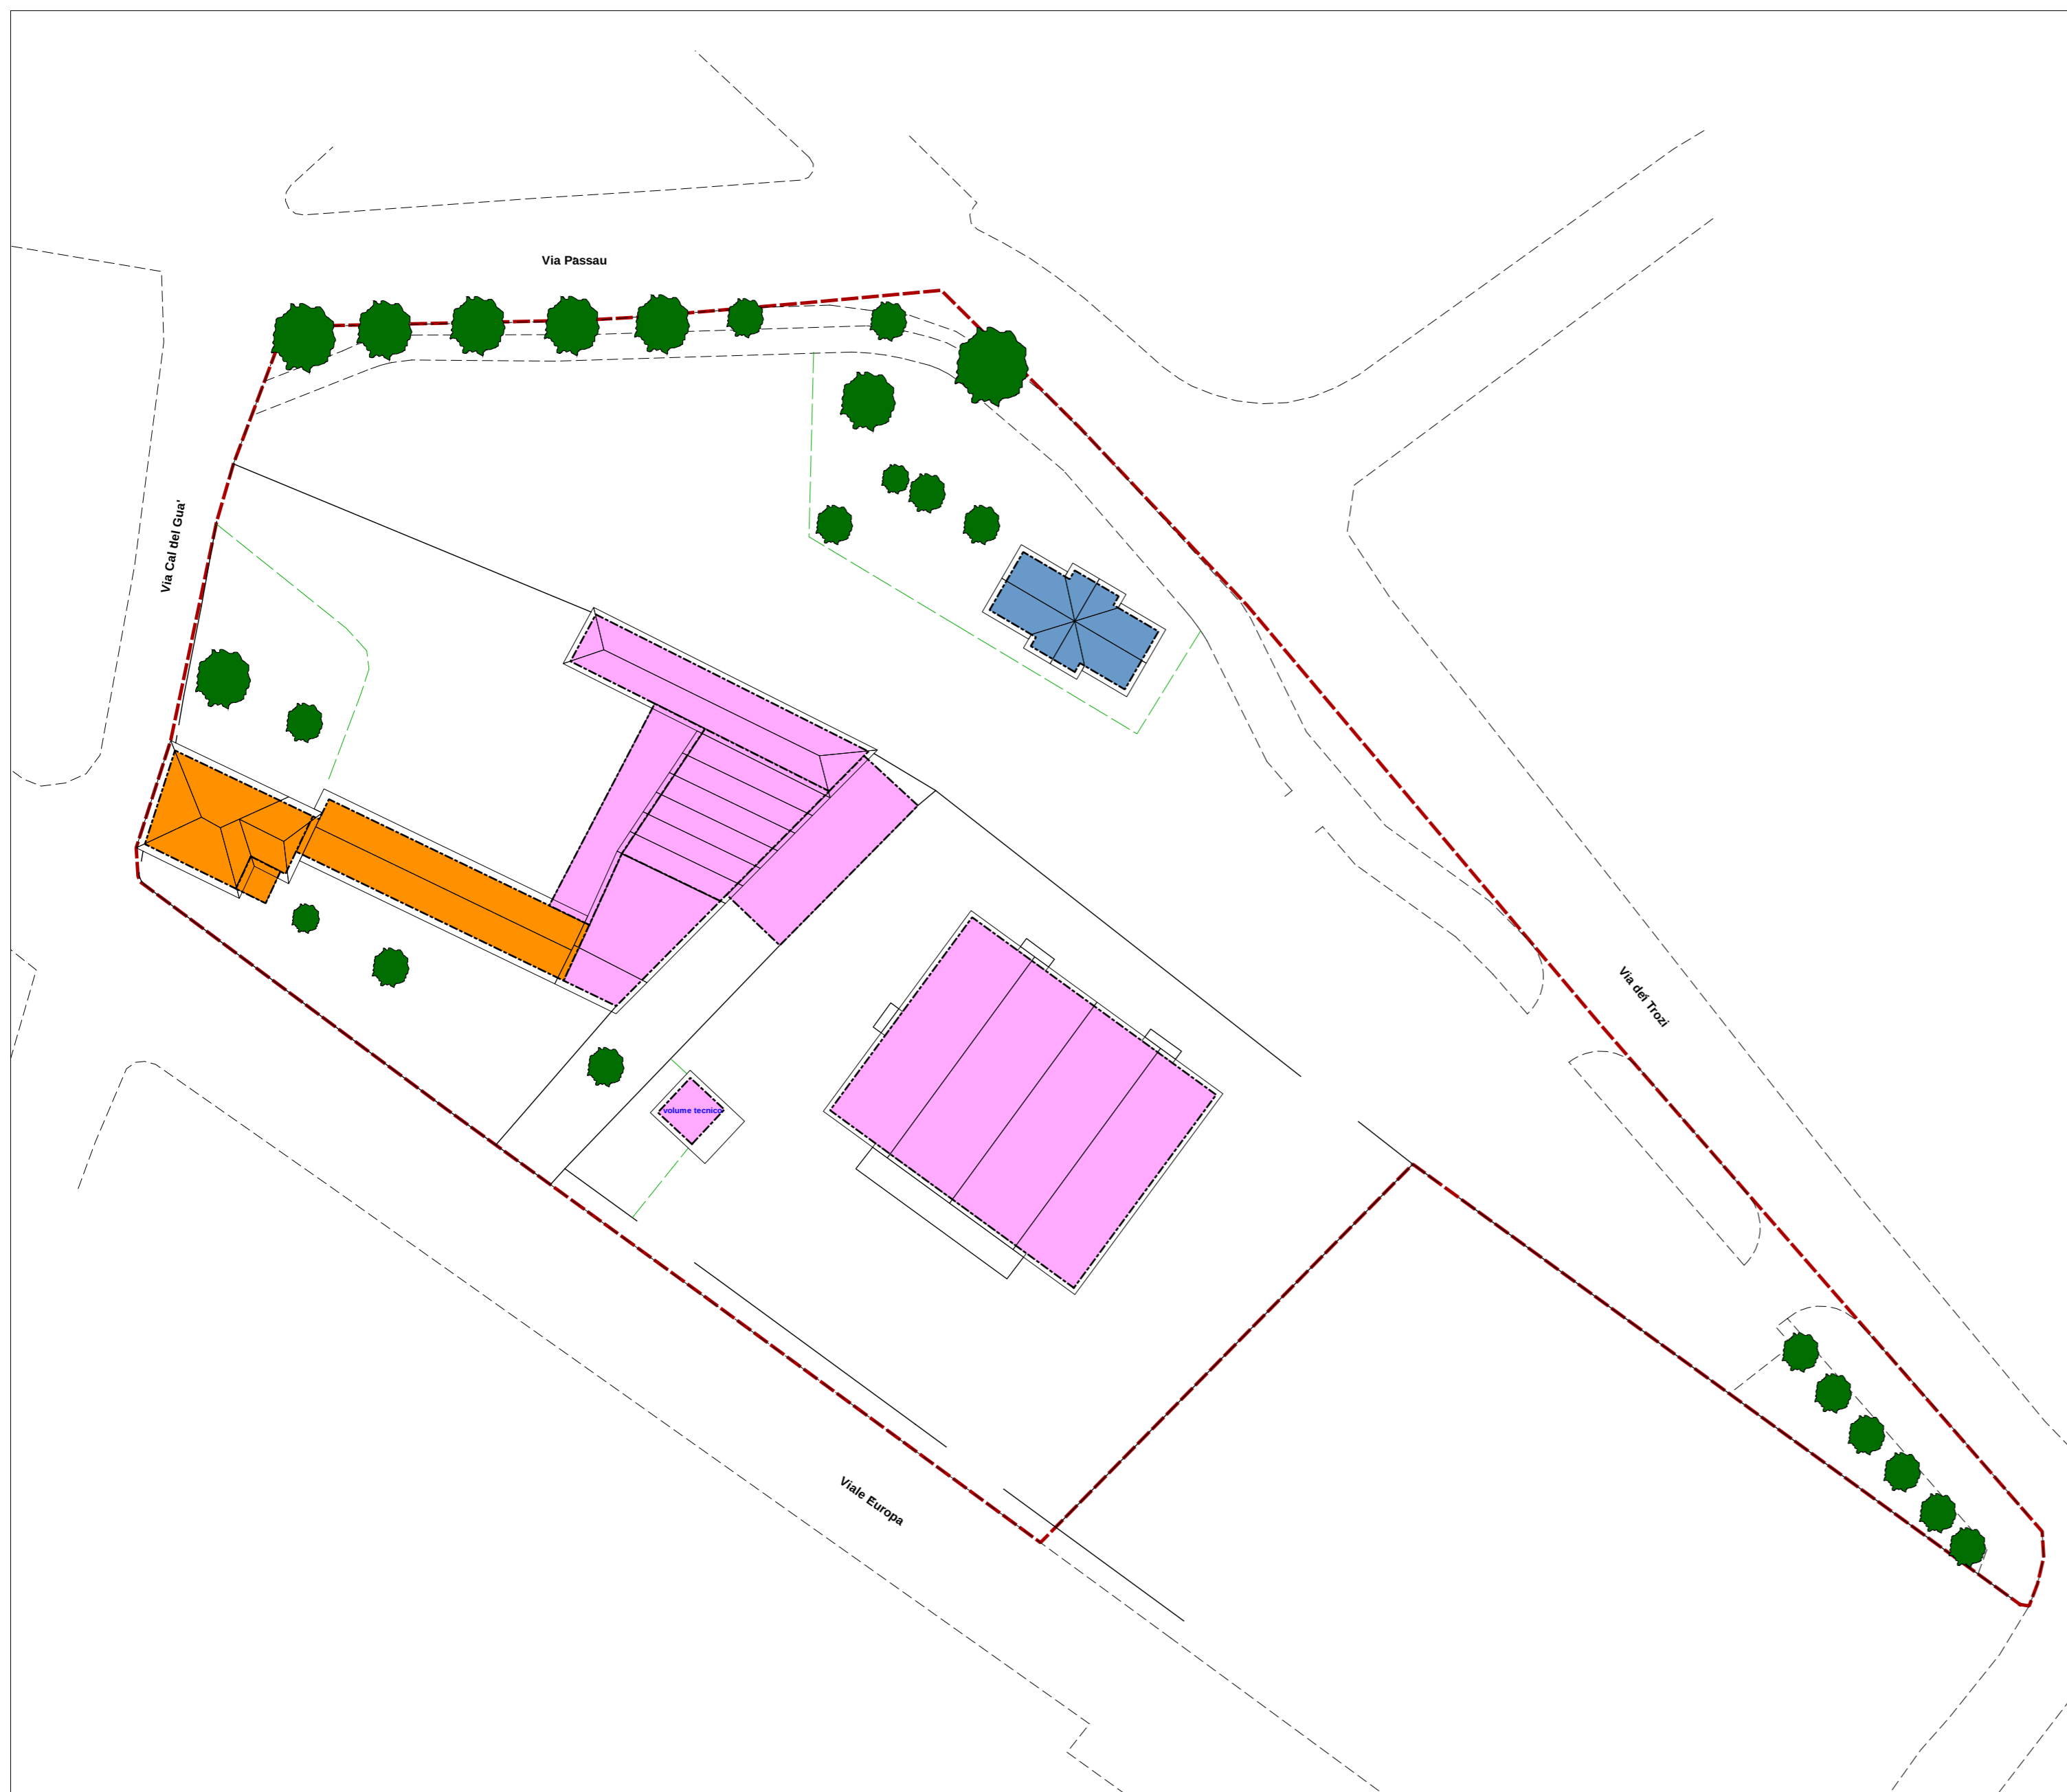 Via Passau
Via Cal del Gua'
Via dei Trozi
volume tecnico
Viale Europa